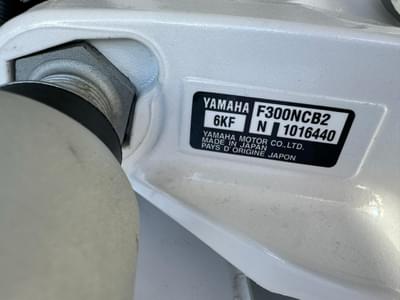 YAMAHA F300NCB2
6KF N 1016440
YAMAHA MOTOR CO.,LTD.
MADE IN JAPAN
PAYS D'ORIGINE JAPON